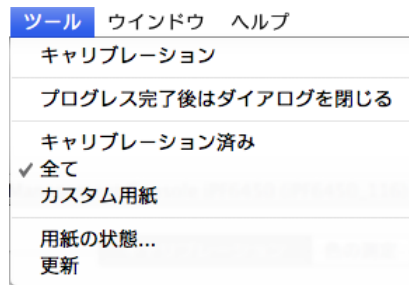 ツール ウインドウ ヘルプ
キャリブレーション
プログレス完了後はダイアログを閉じる
キャリブレーション済み
✓ 全て
カスタム用紙
用紙の状態...
更新